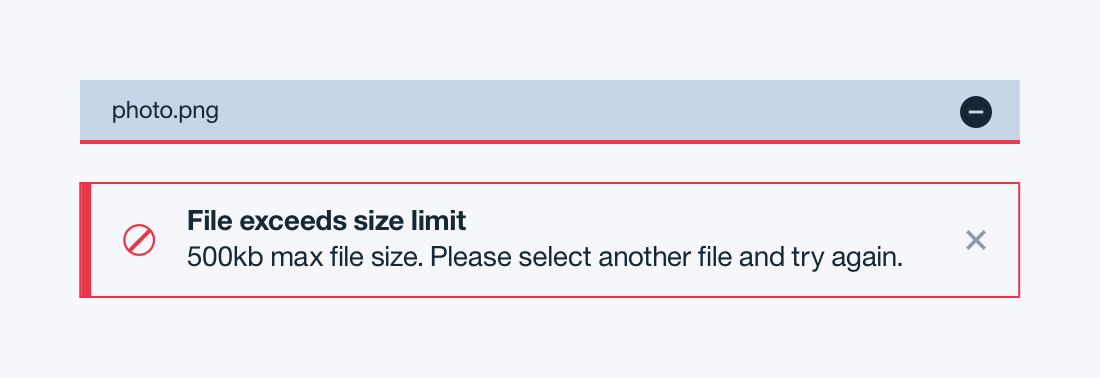 photo.png
File exceeds size limit
500kb max file size. Please select another file and try again.